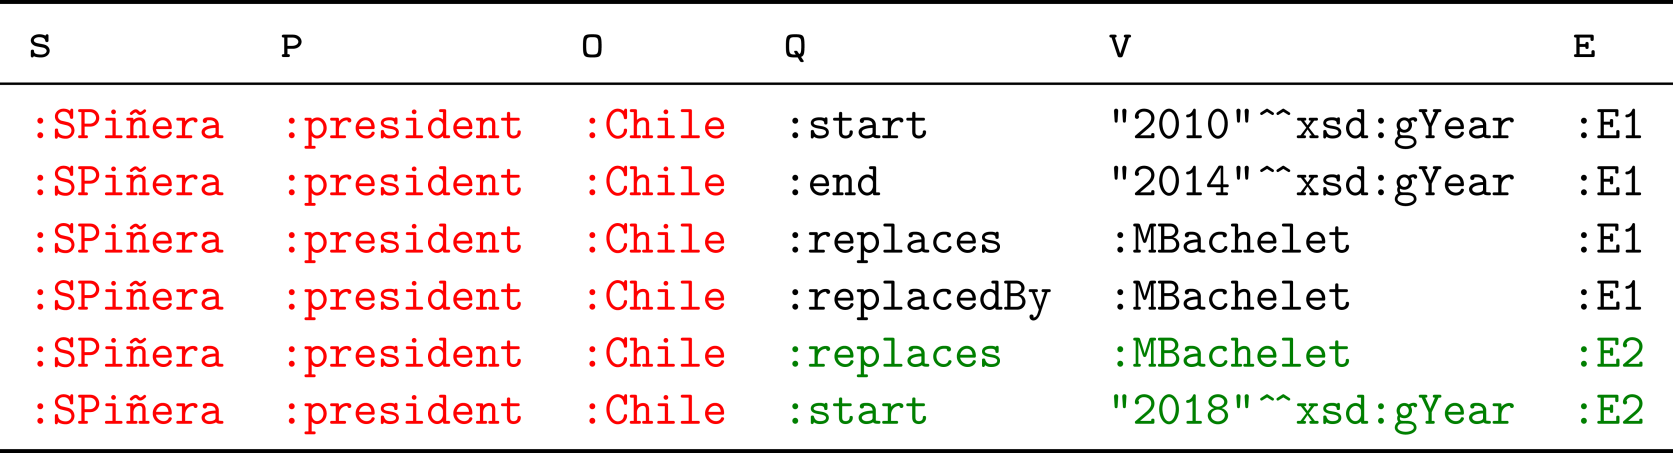 S P O Q V E
:SPiñera :president :Chile :start "2010"^^xsd:gYear :E1
:SPiñera :president :Chile :end "2014"^^xsd:gYear :E1
:SPiñera :president :Chile :replaces :MBachelet :E1
:SPiñera :president :Chile :replacedBy :MBachelet :E1
:SPiñera :president :Chile :replaces :MBachelet :E2
:SPiñera :president :Chile :start "2018"^^xsd:gYear :E2